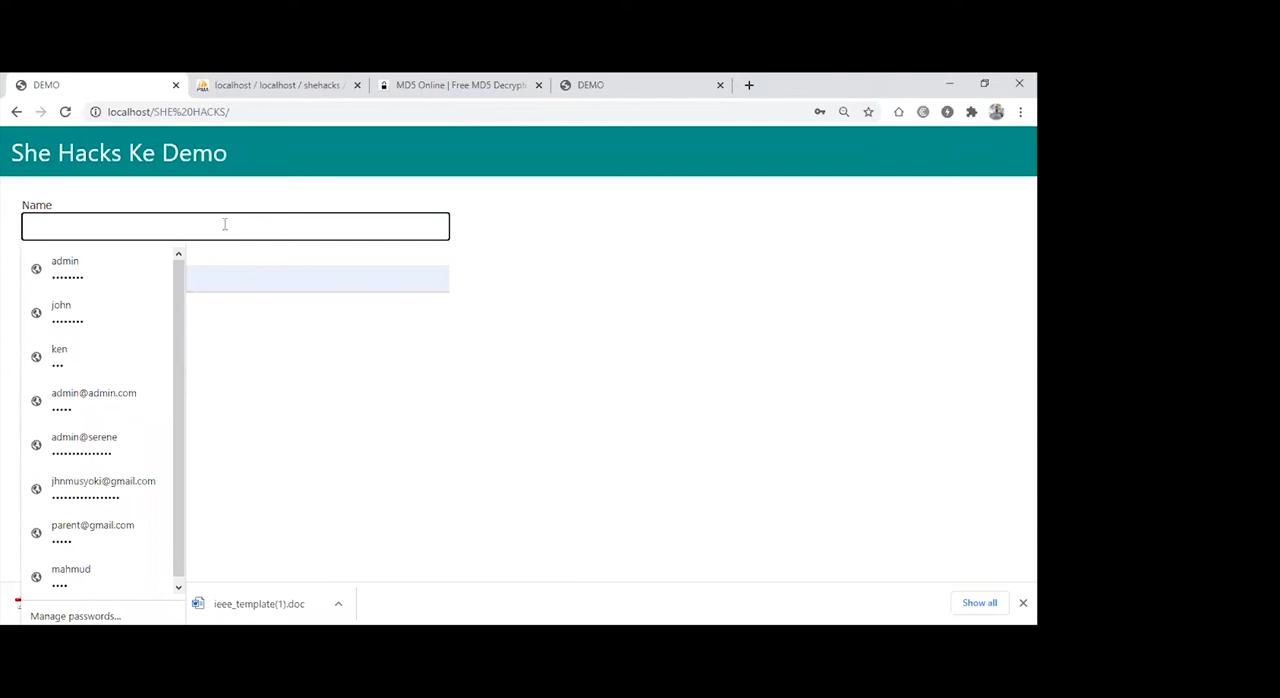 DEMO
localhost / localhost / shehacks /
MD5 Online | Free MD5 Decrypt
DEMO
localhost/SHE%20HACKS/
She Hacks Ke Demo
Name
admin
••••••••
john
••••••••
ken
•••
admin@admin.com
•••••
admin@serene
•••••••••••••••
jhnmusyoki@gmail.com
•••••••••••••••••
parent@gmail.com
•••••
mahmud
••••
Manage passwords...
ieee_template(1).doc
Show all